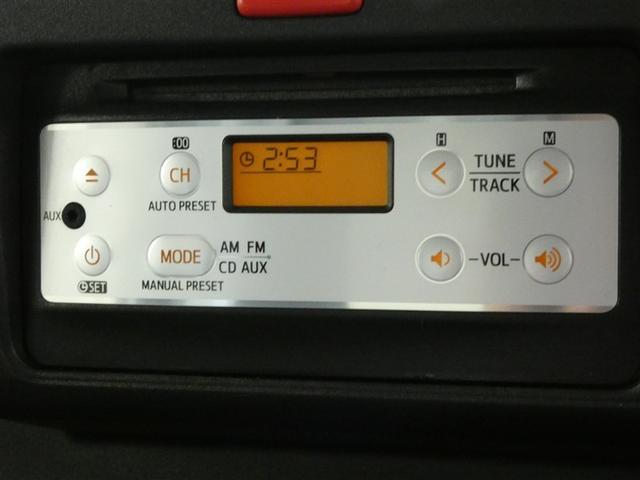 :00
H
M
2:53
CH
TUNE
TRACK
AUTO PRESET
AUX
MODE
AM FM
CD AUX
-VOL-
SET
MANUAL PRESET